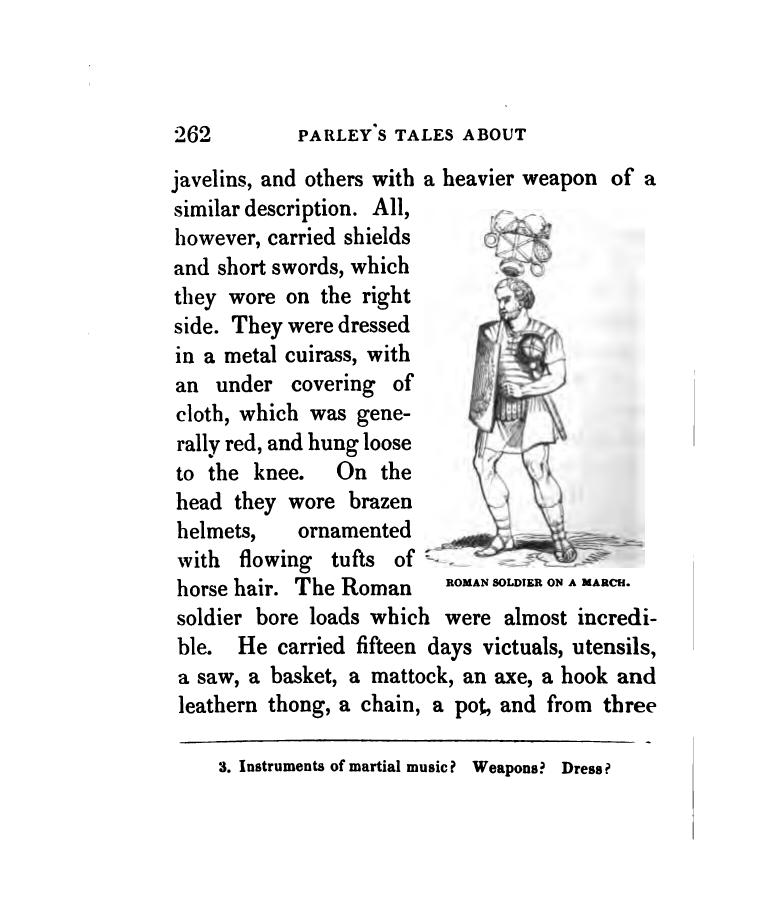 262 PARLEY'S TALES ABOUT
javelins, and others with a heavier weapon of a
similar description. All,
however, carried shields
and short swords, which
they wore on the right
side. They were dressed
in a metal cuirass, with
an under covering of
cloth, which was gene-
rally red, and hung loose
to the knee. On the
head they wore brazen
helmets, ornamented
with flowing tufts of
horse hair. The Roman
ROMAN SOLDIER ON A MARCH.
soldier bore loads which were almost incredi-
ble. He carried fifteen days victuals, utensils,
a saw, a basket, a mattock, an axe, a hook and
leathern thong, a chain, a pot, and from three
3. Instruments of martial music? Weapons? Dress?